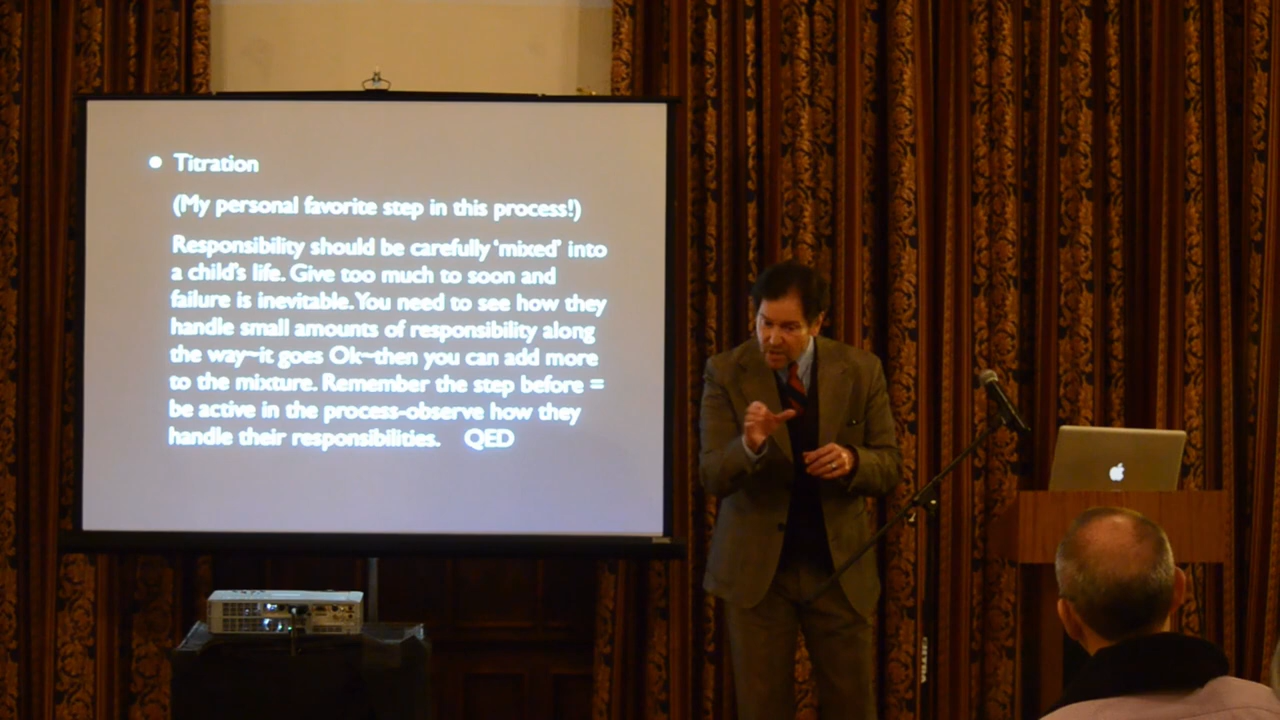 • Titration
(My personal favorite step in this process!)
Responsibility should be carefully ‘mixed’ into
a child’s life. Give too much to soon and
failure is inevitable. You need to see how they
handle small amounts of responsibility along
the way~it goes Ok~then you can add more
to the mixture. Remember the step before =
be active in the process-observe how they
handle their responsibilities. QED